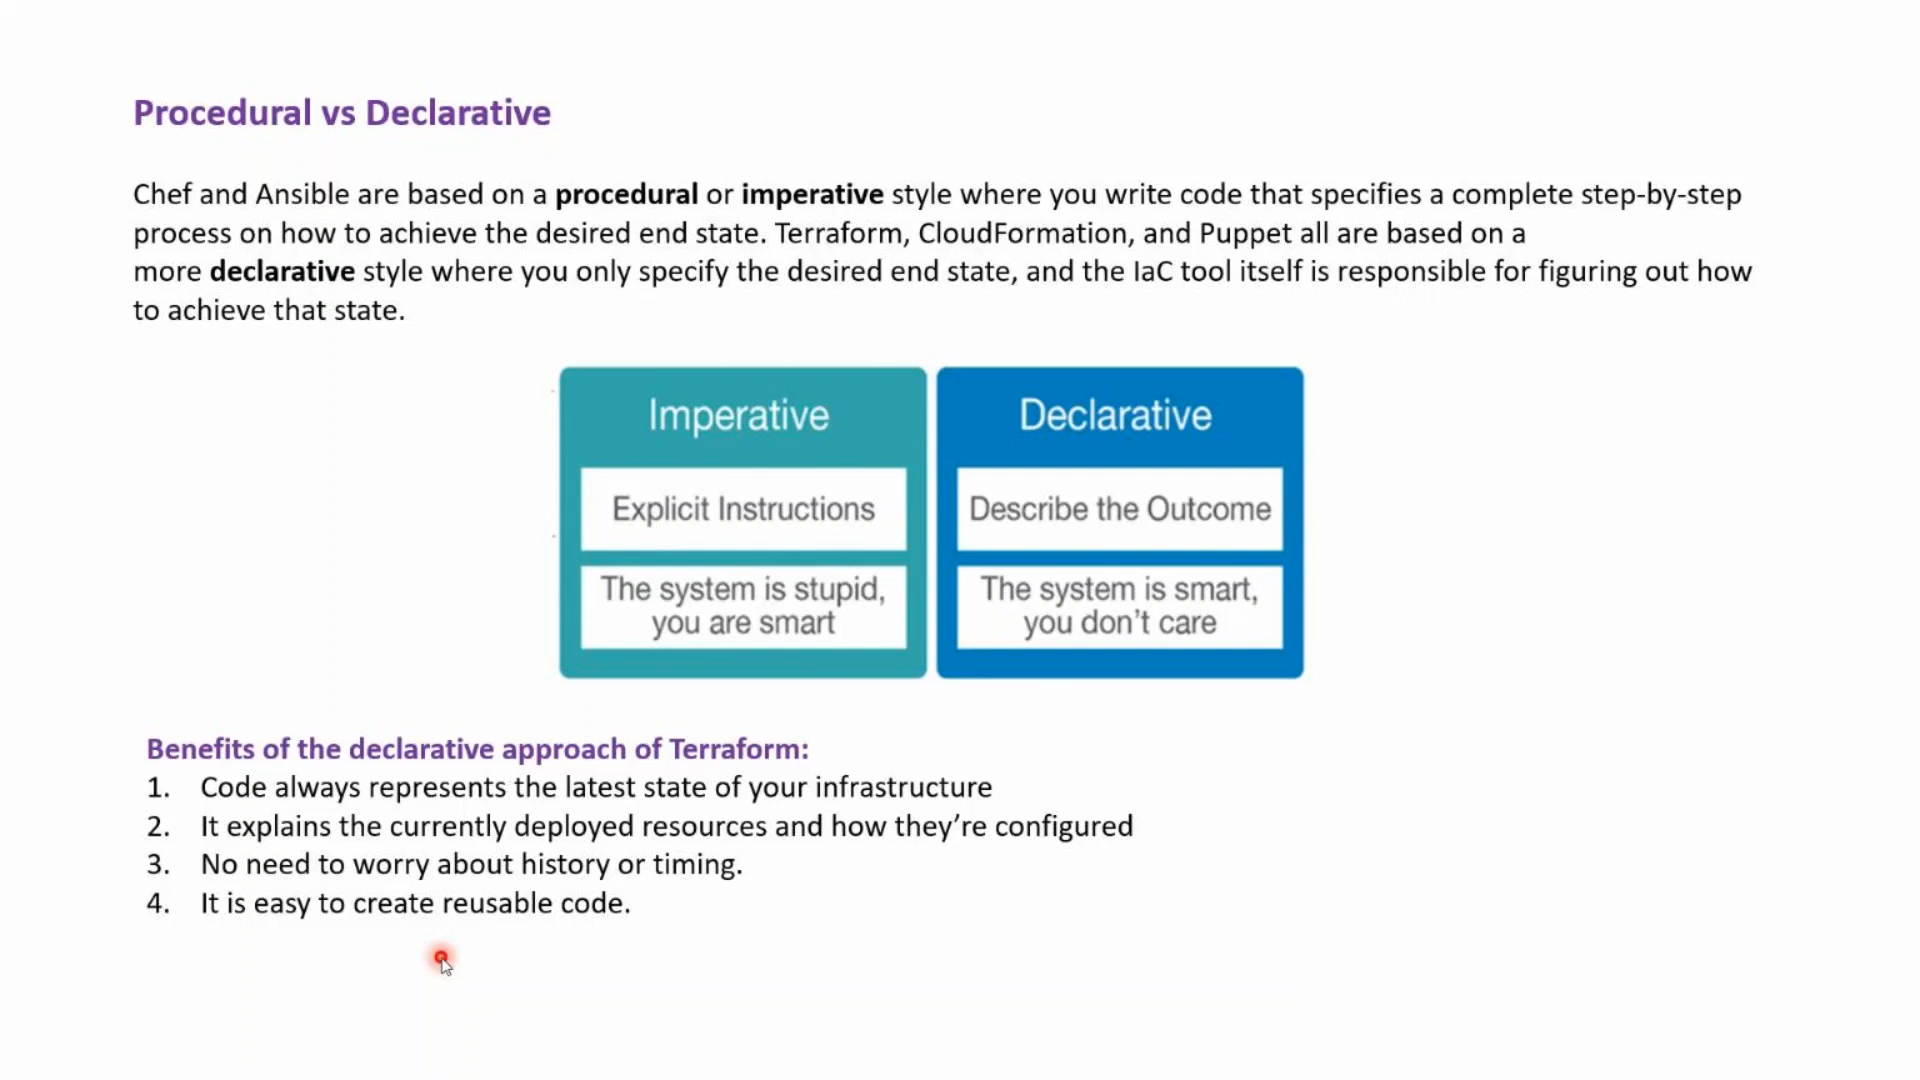 Procedural vs Declarative
Chef and Ansible are based on a procedural or imperative style where you write code that specifies a complete step-by-step
process on how to achieve the desired end state. Terraform, CloudFormation, and Puppet all are based on a
more declarative style where you only specify the desired end state, and the IaC tool itself is responsible for figuring out how
to achieve that state.
Imperative
Explicit Instructions
The system is stupid,
you are smart
Declarative
Describe the Outcome
The system is smart,
you don't care
Benefits of the declarative approach of Terraform:
1. Code always represents the latest state of your infrastructure
2. It explains the currently deployed resources and how they're configured
3. No need to worry about history or timing.
4. It is easy to create reusable code.